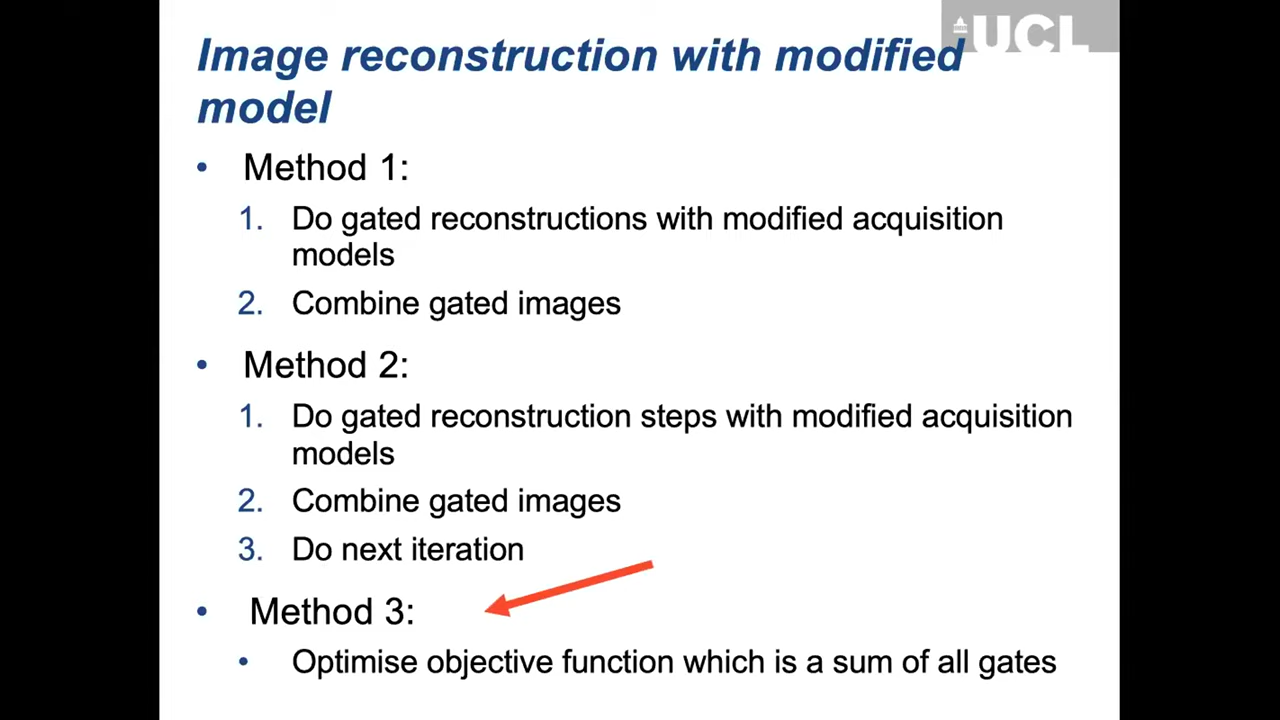 UCL
Image reconstruction with modified
model
• Method 1:
1. Do gated reconstructions with modified acquisition
models
2. Combine gated images
• Method 2:
1. Do gated reconstruction steps with modified acquisition
models
2. Combine gated images
3. Do next iteration
• Method 3:
• Optimise objective function which is a sum of all gates